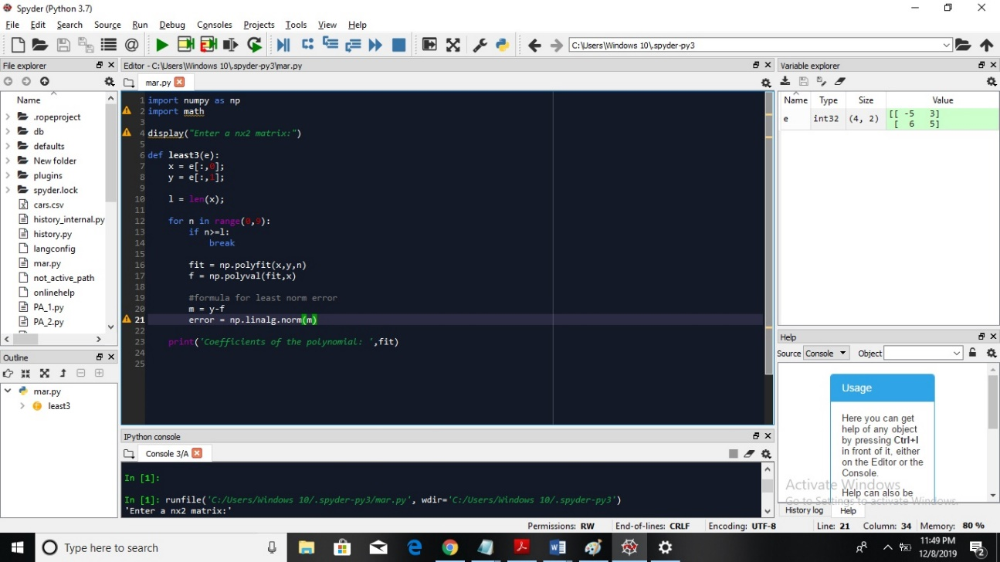 Spyder (Python 3.7)
File Edit Search Source Run Debug Consoles Projects Tools View Help
C:\Users\Windows 10\.spyder-py3
File explorer
Name
.ropeproject
db
defaults
New folder
plugins
spyder.lock
cars.csv
history_internal.py
history.py
langconfig
mar.py
not_active_path
onlinehelp
PA_1.py
PA_2.py
Outline
mar.py
least3
Editor - C:\Users\Windows 10\.spyder-py3\mar.py
mar.py
1 import numpy as np
2 import math
3
4 display("Enter a nx2 matrix:")
5
6 def least3(e):
7     x = e[:,0];
8     y = e[:,1];
9
10     l = len(x);
11
12     for n in range(0,9):
13         if n>=l:
14             break
15
16         fit = np.polyfit(x,y,n)
17         f = np.polyval(fit,x)
18
19         #formula for least norm error
20         m = y-f
21         error = np.linalg.norm(m)
22
23     print('Coefficients of the polynomial: ',fit)
24
25
IPython console
Console 3/A
In [1]:
In [1]: runfile('C:/Users/Windows 10/.spyder-py3/mar.py', wdir='C:/Users/Windows 10/.spyder-py3')
'Enter a nx2 matrix:'
Variable explorer
Name Type Size Value
e int32 (4, 2) [[ -5 3]
[ 6 5]
Help
Source Console Object
Usage
Here you can get
help of any object
by pressing Ctrl+I
in front of it, either
on the Editor or the
Console.
Help can also be
Activate Windows
Go to Settings to activate Windows.
History log Help
Permissions: RW End-of-lines: CRLF Encoding: UTF-8 Line: 21 Column: 34 Memory: 80 %
Type here to search
11:49 PM
12/8/2019
2